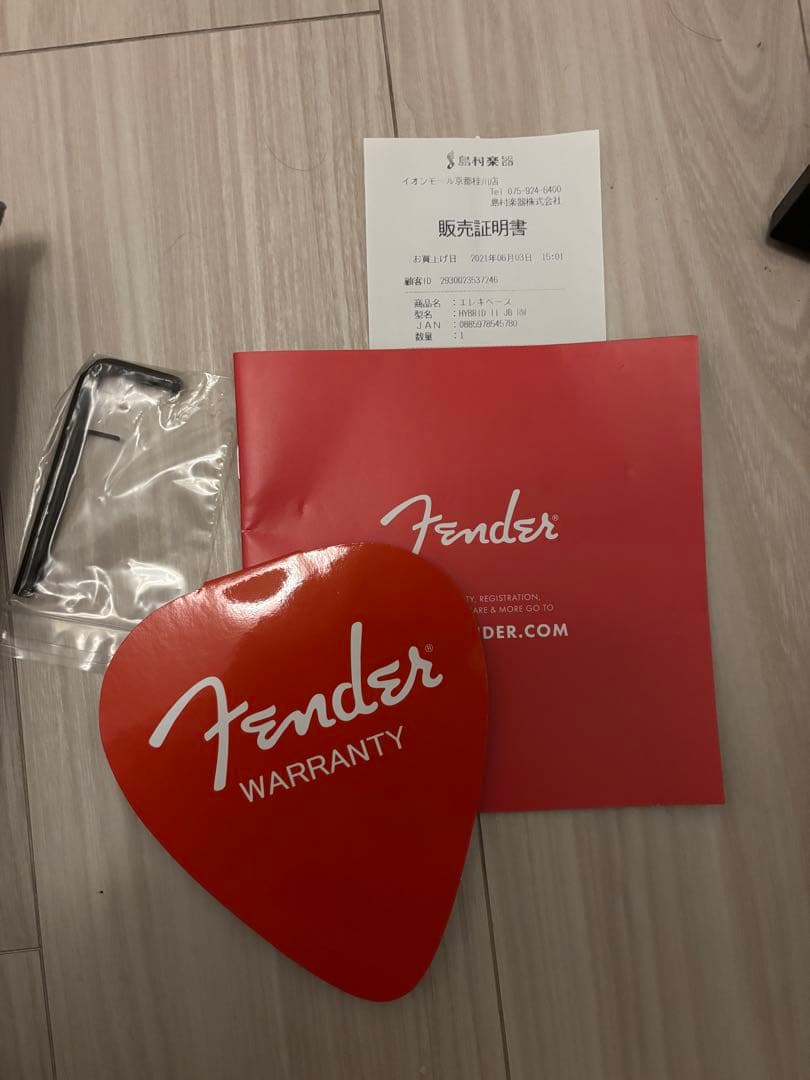 島村楽器
イオンモール京都桂川店
Tel 075-924-6400
島村楽器株式会社
販売証明書
お買上げ日 2021年06月03日 15:01
顧客ID 2930023537246
商品名 :エレキベース
型名 :HYBRID II JB RW
JAN :0885978545780
数量 :1
Fender®
TY, REGISTRATION,
ARE & MORE GO TO
NDER.COM
Fender®
WARRANTY